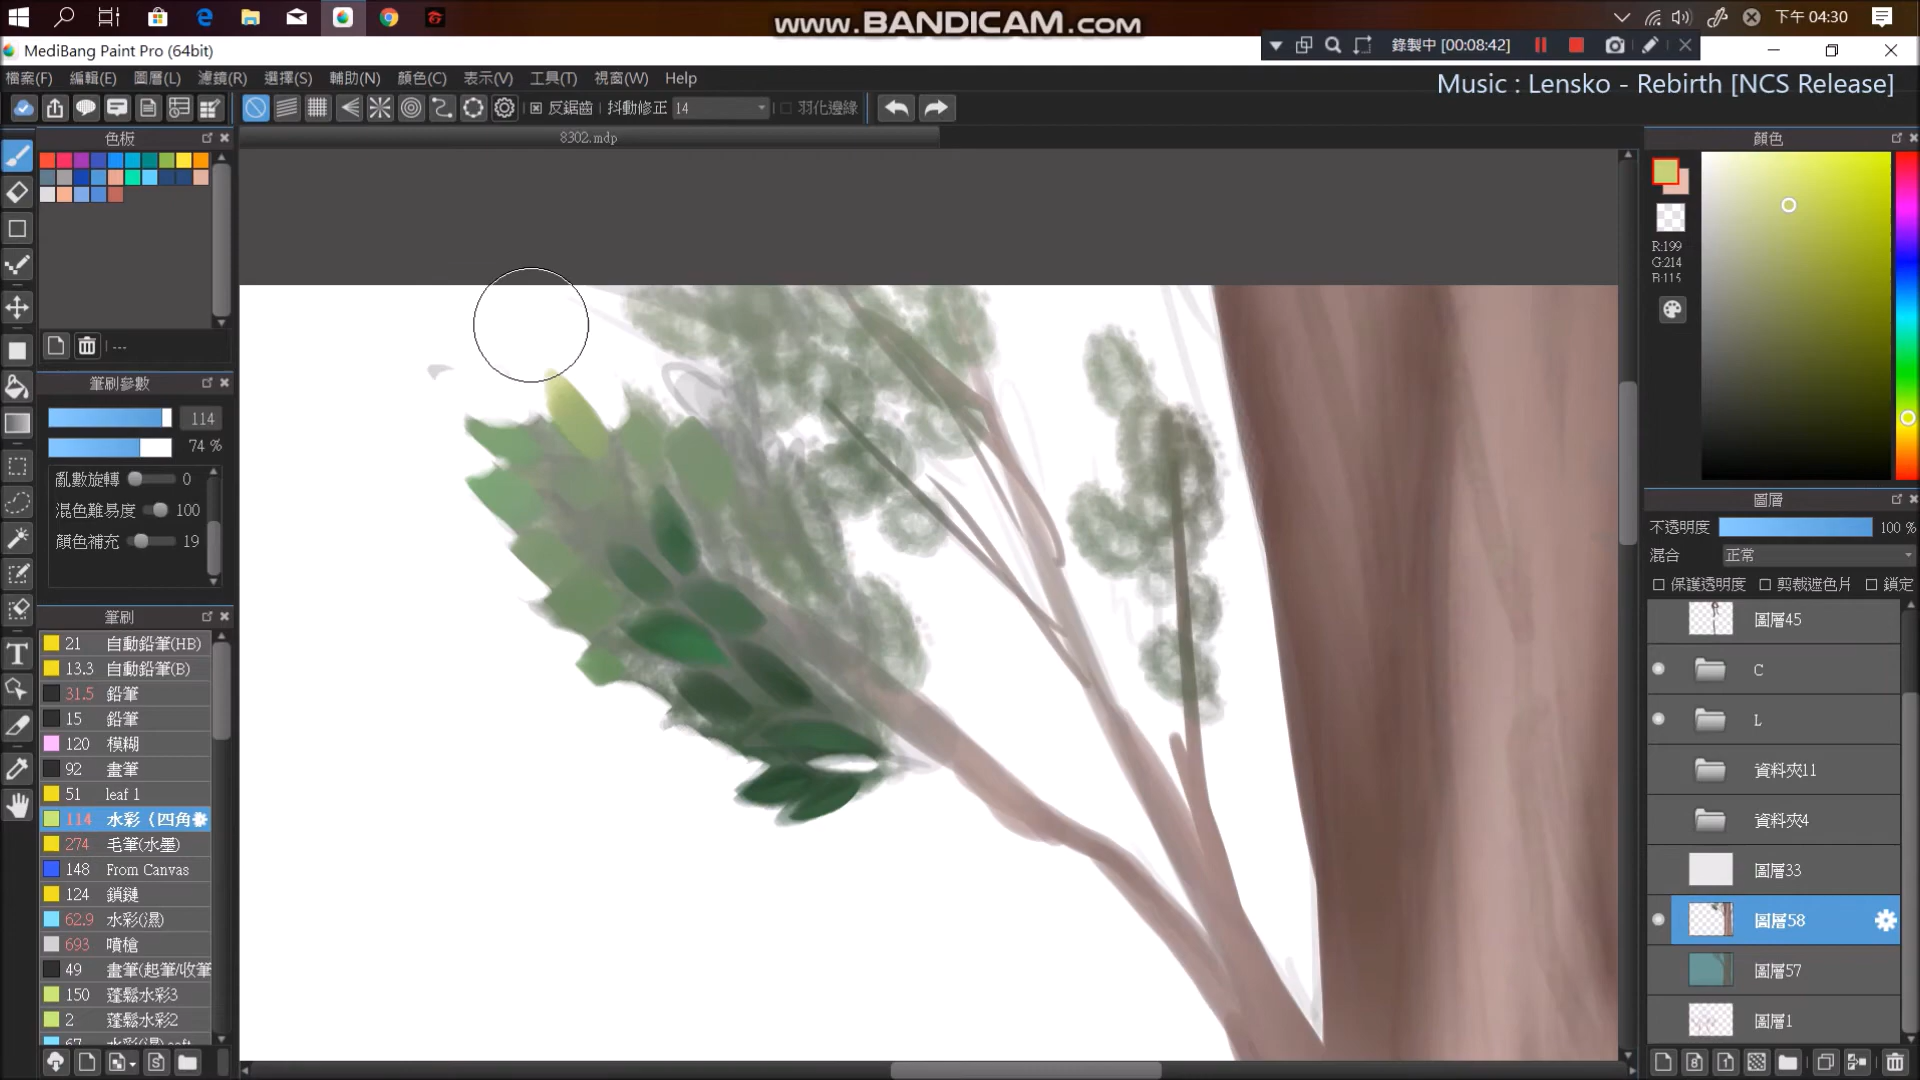 www.BANDICAM.com
下午 04:30
MediBang Paint Pro (64bit)
錄製中 [00:08:42]
檔案(F) 編輯(E) 圖層(L) 濾鏡(R) 選擇(S) 輔助(N) 顏色(C) 表示(V) 工具(T) 視窗(W) Help
Music : Lensko - Rebirth [NCS Release]
反鋸齒 抖動修正 14 羽化邊緣
8302.mdp
色板
---
筆刷參數
114
74 %
亂數旋轉 0
混色難易度 100
顏色補充 19
筆刷
21 自動鉛筆(HB)
13.3 自動鉛筆(B)
31.5 鉛筆
15 鉛筆
120 模糊
92 畫筆
51 leaf 1
114 水彩（四角
274 毛筆(水墨)
148 From Canvas
124 鎖鏈
62.9 水彩(濕)
693 噴槍
49 畫筆(起筆/收筆
150 蓬鬆水彩3
2 蓬鬆水彩2
顏色
R:199
G:214
B:115
圖層
不透明度 100 %
混合 正常
保護透明度 剪裁遮色片 鎖定
圖層45
C
L
資料夾11
資料夾4
圖層33
圖層58
圖層57
圖層1